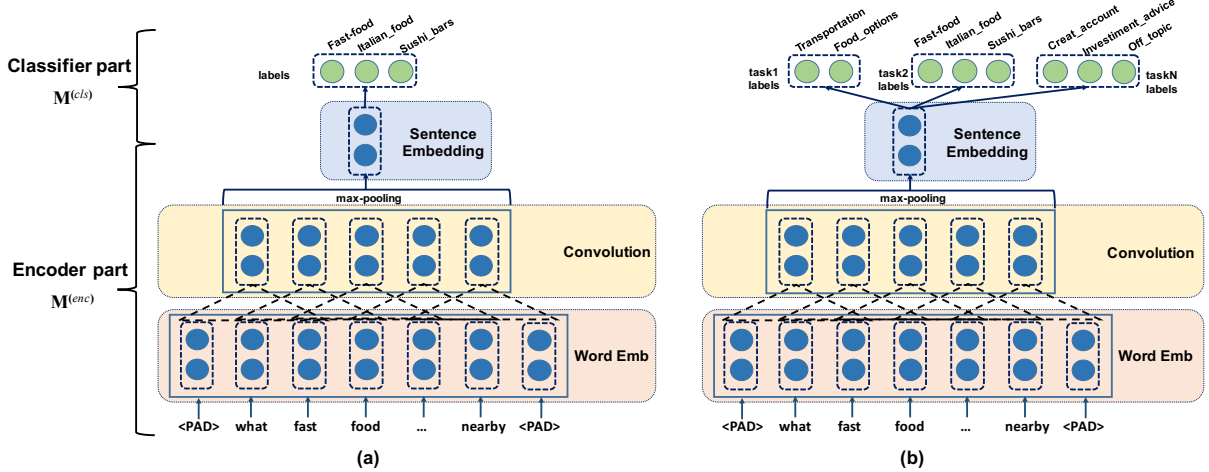 Classifier part
M(cls)
Encoder part
M(enc)
Fast-food
Italian_food
Sushi_bars
labels
Sentence
Embedding
max-pooling
Convolution
Word Emb
<PAD> what fast food ... nearby <PAD>
(a)
Transportation
Food_options
Fast-food
Italian_food
Sushi_bars
Creat_account
Investiment_advice
Off_topic
task1
labels
task2
labels
taskN
labels
Sentence
Embedding
max-pooling
Convolution
Word Emb
<PAD> what fast food ... nearby <PAD>
(b)